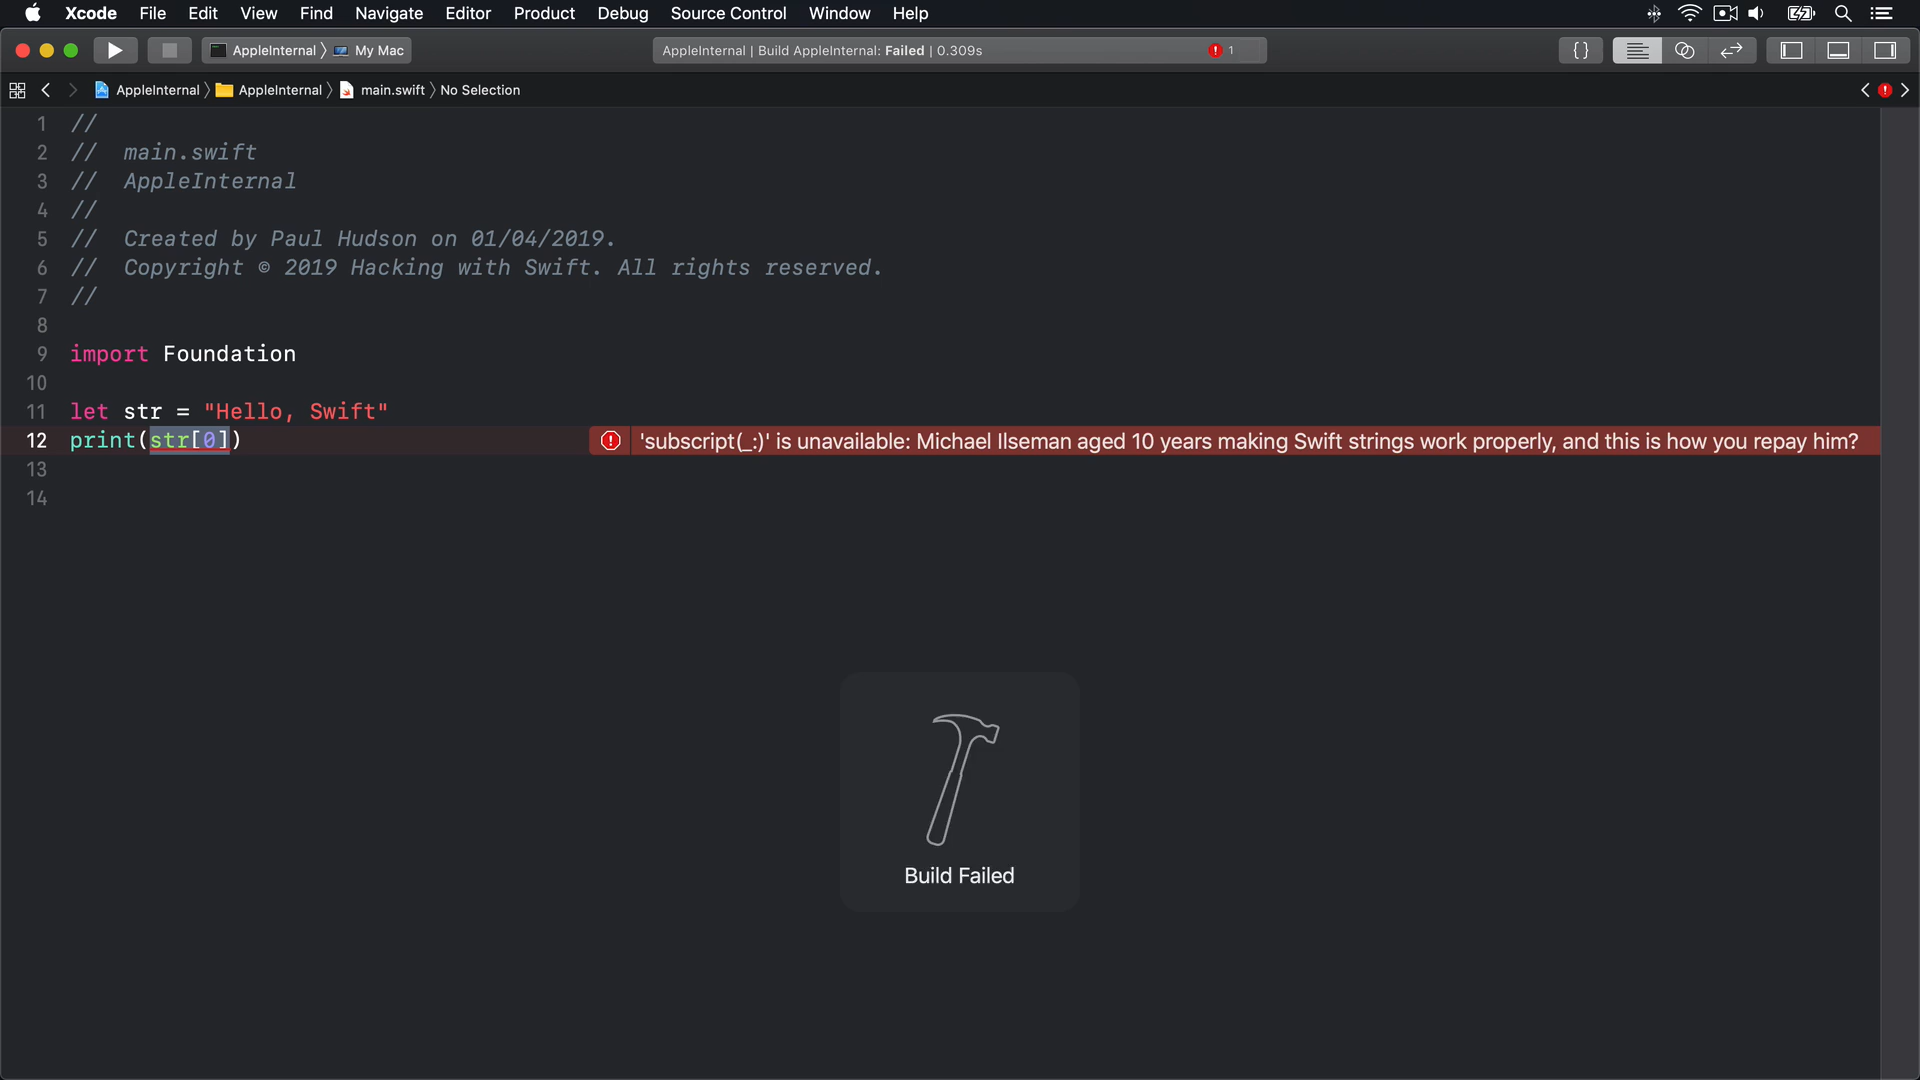 Xcode File Edit View Find Navigate Editor Product Debug Source Control Window Help
AppleInternal 〉 My Mac
AppleInternal | Build AppleInternal: Failed | 0.309s
1
{}
AppleInternal 〉 AppleInternal 〉 main.swift 〉 No Selection
1 //
2 //  main.swift
3 //  AppleInternal
4 //
5 //  Created by Paul Hudson on 01/04/2019.
6 //  Copyright © 2019 Hacking with Swift. All rights reserved.
7 //
8
9 import Foundation
10
11 let str = "Hello, Swift"
12 print(str[0]) 'subscript(_:)' is unavailable: Michael Ilseman aged 10 years making Swift strings work properly, and this is how you repay him?
13
14
Build Failed